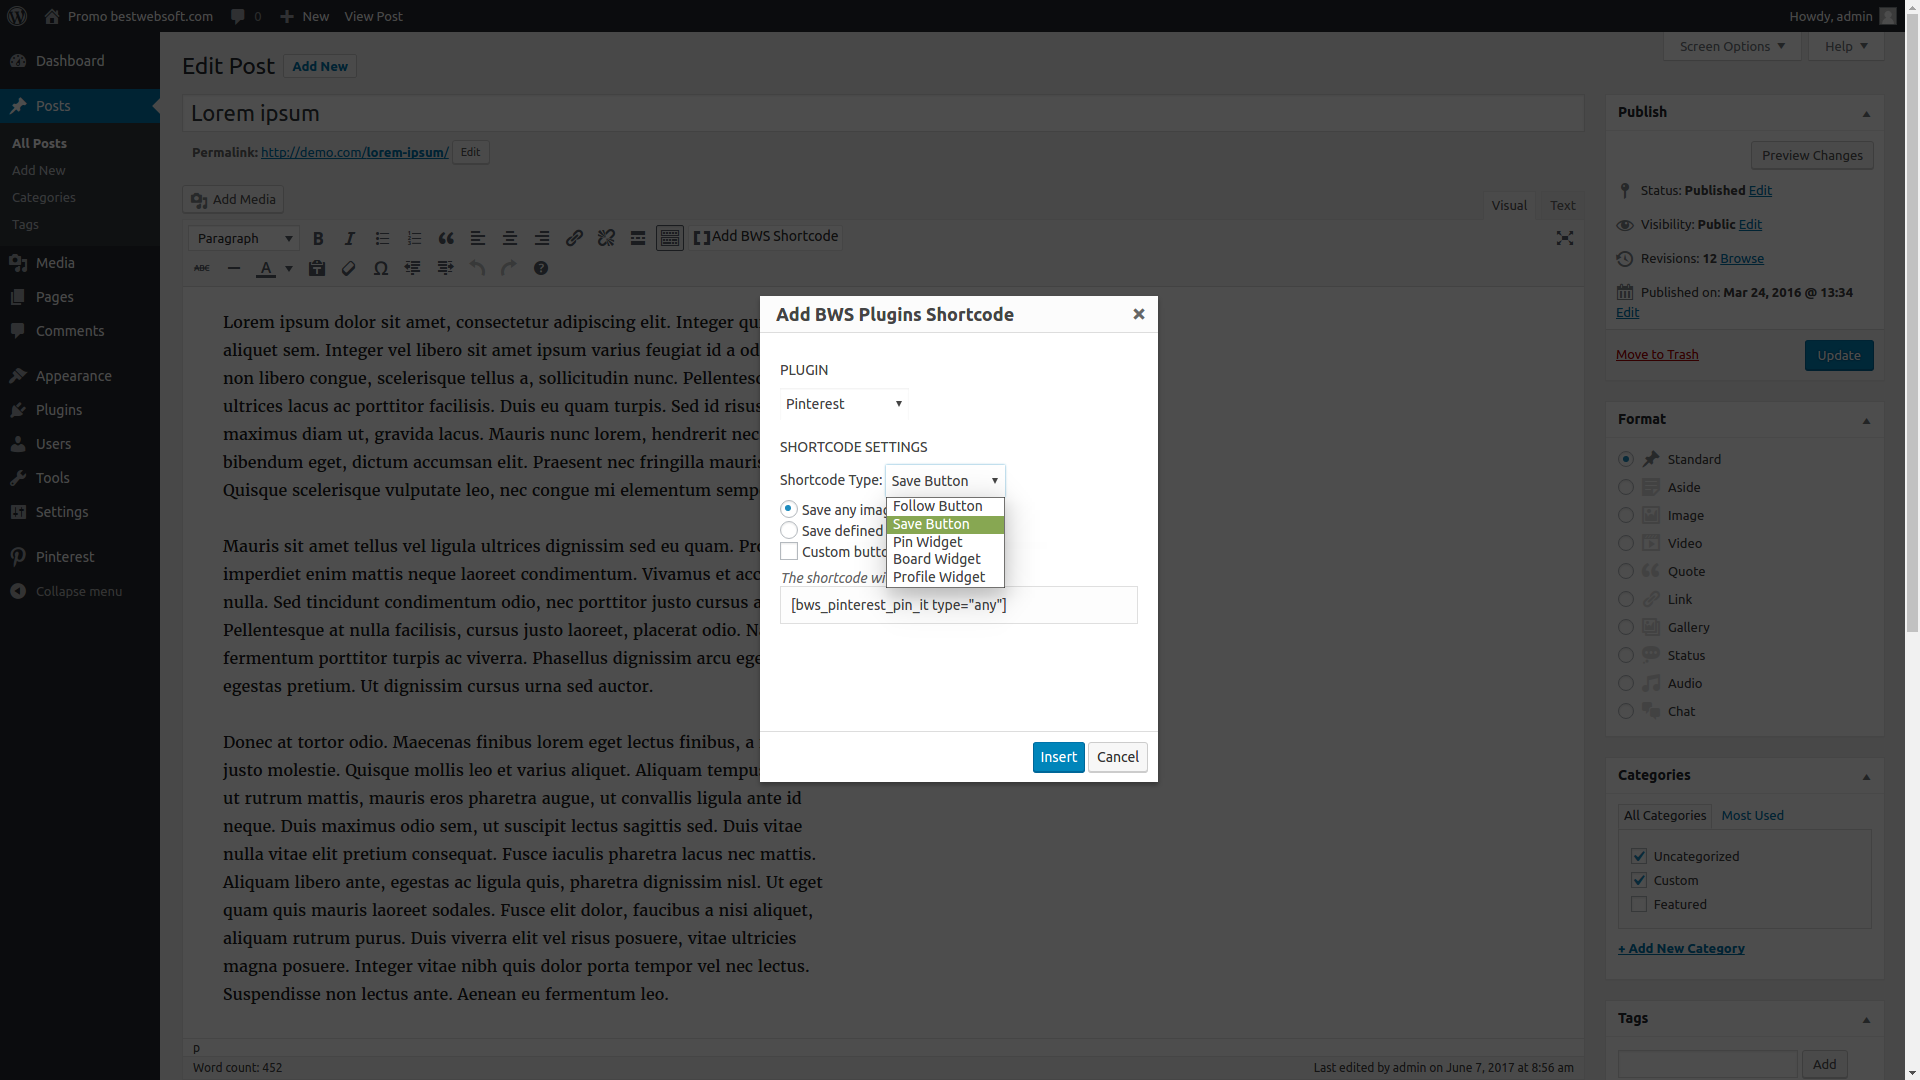 Promo bestwebsoft.com 0 New View Post Howdy, admin
Screen Options Help
Dashboard
Posts
All Posts
Add New
Categories
Tags
Media
Pages
Comments
Appearance
Plugins
Users
Tools
Settings
Pinterest
Collapse menu
Edit Post Add New
Lorem ipsum
Permalink: http://demo.com/lorem-ipsum/ Edit
Add Media
Visual Text
Paragraph B I Add BWS Shortcode
ABC A Ω
Lorem ipsum dolor sit amet, consectetur adipiscing elit. Integer qu
aliquet sem. Integer vel libero sit amet ipsum varius feugiat id a od
non libero congue, scelerisque tellus a, sollicitudin nunc. Pellentesc
ultrices lacus ac porttitor facilisis. Duis eu quam turpis. Sed id risus
maximus diam ut, gravida lacus. Mauris nunc lorem, hendrerit nec
bibendum eget, dictum accumsan elit. Praesent nec fringilla mauris
Quisque scelerisque vulputate leo, nec congue mi elementum semp
Mauris sit amet tellus vel ligula ultrices dignissim sed eu quam. Pr
imperdiet enim mattis neque laoreet condimentum. Vivamus et acc
nulla. Sed tincidunt condimentum odio, nec porttitor justo cursus a
Pellentesque at nulla facilisis, cursus justo laoreet, placerat odio. N
fermentum porttitor turpis ac viverra. Phasellus dignissim arcu ege
egestas pretium. Ut dignissim cursus urna sed auctor.
Donec at tortor odio. Maecenas finibus lorem eget lectus finibus, a
justo molestie. Quisque mollis leo et varius aliquet. Aliquam tempu
ut rutrum mattis, mauris eros pharetra augue, ut convallis ligula ante id
neque. Duis maximus odio sem, ut suscipit lectus sagittis sed. Duis vitae
nulla vitae elit pretium consequat. Fusce iaculis pharetra lacus nec mattis.
Aliquam libero ante, egestas ac ligula quis, pharetra dignissim nisl. Ut eget
quam quis mauris laoreet sodales. Fusce elit dolor, faucibus a nisi aliquet,
aliquam rutrum purus. Duis viverra elit vel risus posuere, vitae ultricies
magna posuere. Integer vitae nibh quis dolor porta tempor vel nec lectus.
Suspendisse non lectus ante. Aenean eu fermentum leo.
p
Word count: 452
Last edited by admin on June 7, 2017 at 8:56 am
Add BWS Plugins Shortcode
PLUGIN
Pinterest
SHORTCODE SETTINGS
Shortcode Type: Save Button
Follow Button
Save Button
Pin Widget
Board Widget
Profile Widget
Save any imag
Save defined
Custom butto
The shortcode wi
[bws_pinterest_pin_it type="any"]
Insert Cancel
Publish
Preview Changes
Status: Published Edit
Visibility: Public Edit
Revisions: 12 Browse
Published on: Mar 24, 2016 @ 13:34
Edit
Move to Trash Update
Format
Standard
Aside
Image
Video
Quote
Link
Gallery
Status
Audio
Chat
Categories
All Categories Most Used
Uncategorized
Custom
Featured
+ Add New Category
Tags
Add